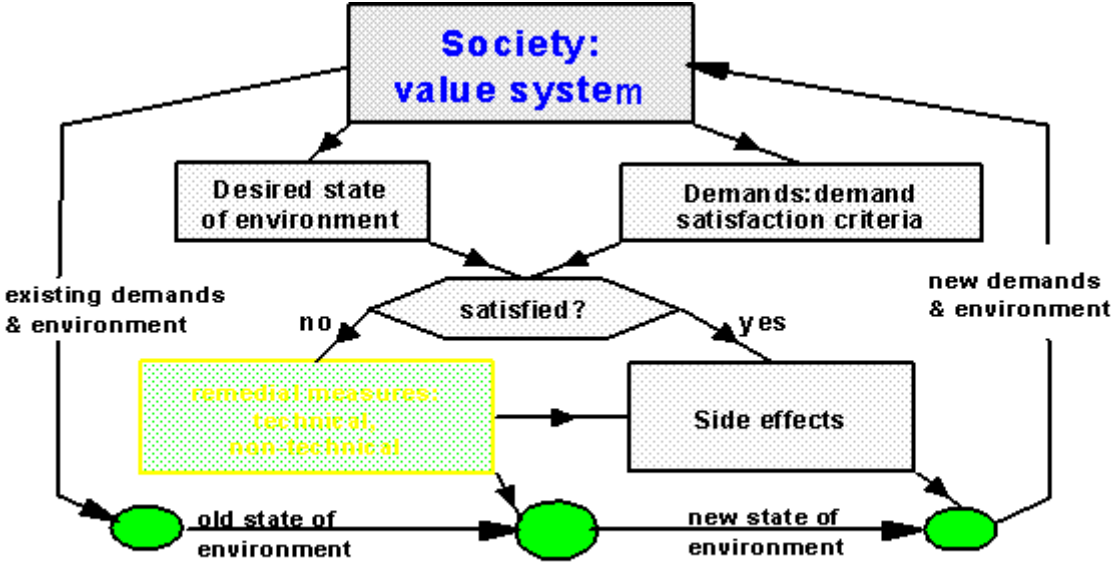 Society:
value system
Desired state
of environment
Demands:demand
satisfaction criteria
existing demands
& environment
new demands
& environment
satisfied?
no
yes
remedial measures:
technical,
non-technical
Side effects
old state of
environment
new state of
environment